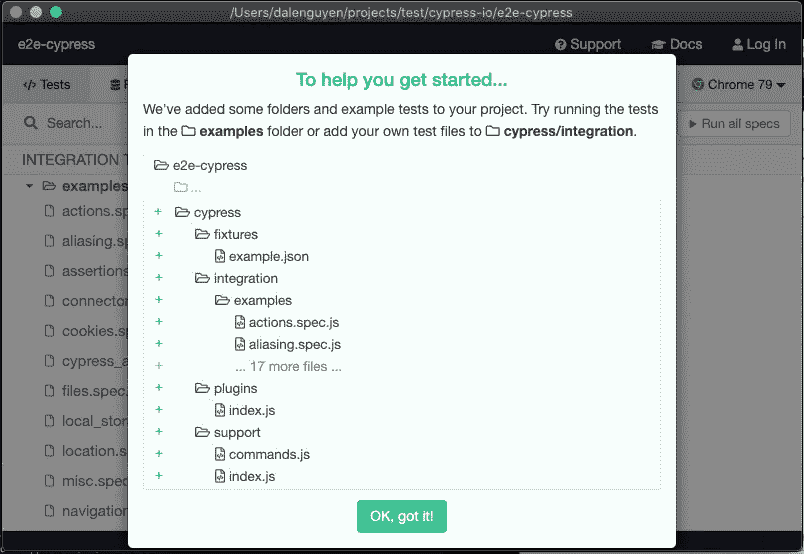 /Users/dalenguyen/projects/test/cypress-io/e2e-cypress
e2e-cypress Support Docs Log In
Tests Chrome 79
Search... Run all specs
INTEGRATION
examples
actions.spec.js
aliasing.sp
assertions
connector
cookies.sp
cypress_a
files.spec.
local_stor
location.s
misc.spec
navigation
To help you get started...
We've added some folders and example tests to your project. Try running the tests
in the examples folder or add your own test files to cypress/integration.
e2e-cypress
...
+ cypress
+ fixtures
+ example.json
+ integration
+ examples
+ actions.spec.js
+ aliasing.spec.js
+ ... 17 more files ...
+ plugins
+ index.js
+ support
+ commands.js
+ index.js
OK, got it!